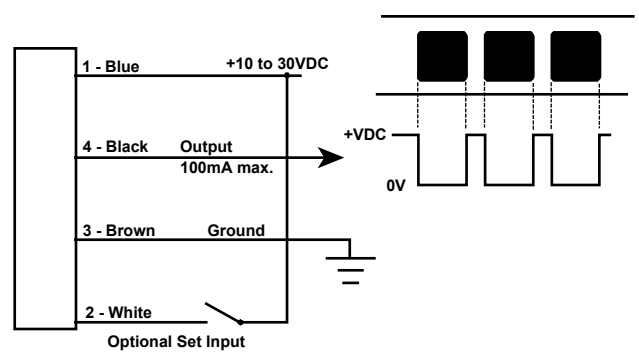 1 - Blue
+10 to 30VDC
4 - Black
Output
100mA max.
3 - Brown
Ground
2 - White
Optional Set Input
+VDC
0V